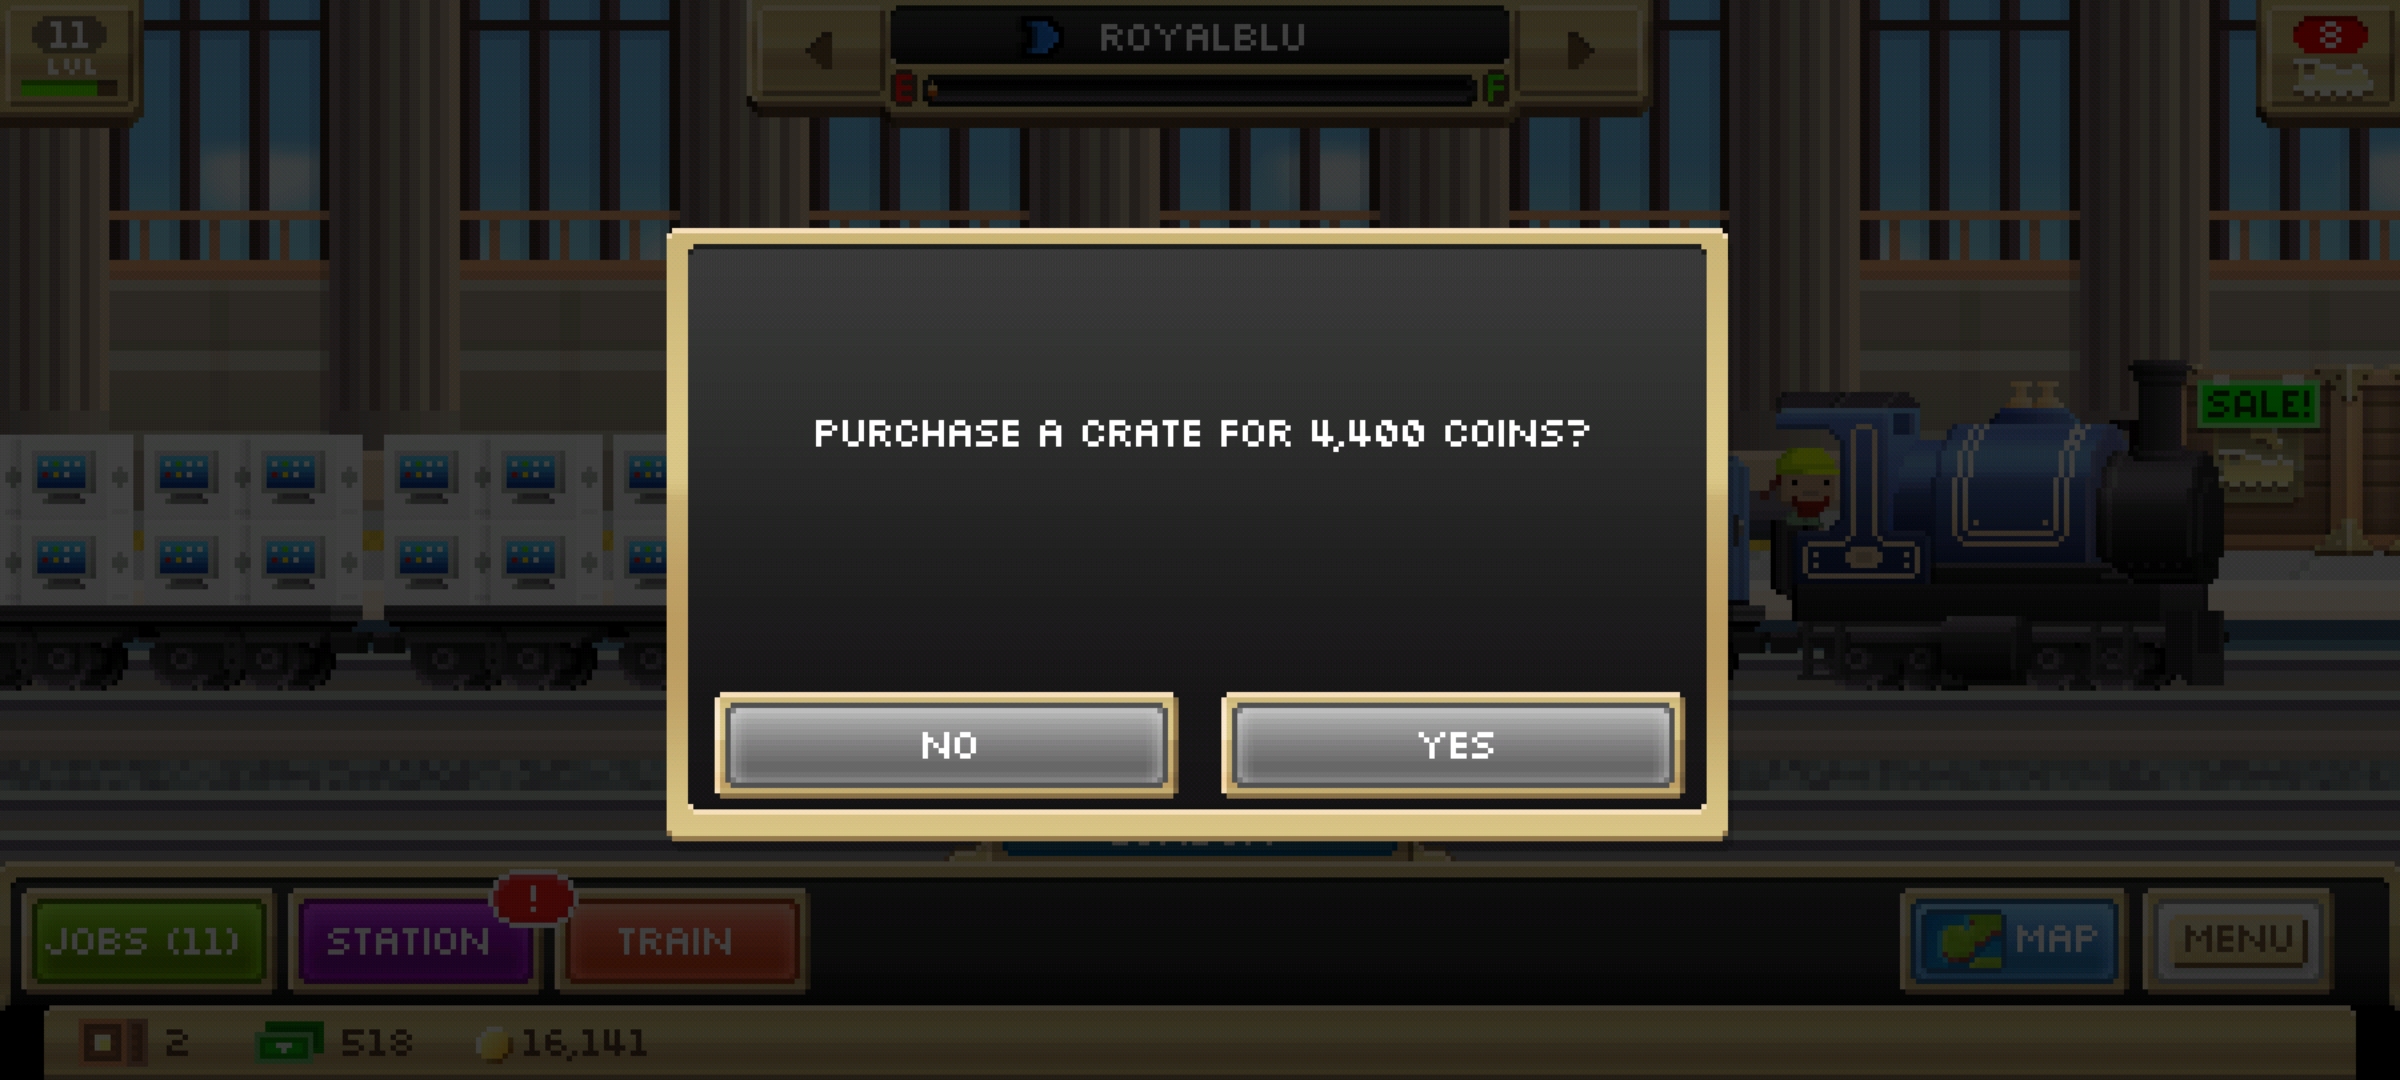 11
LVL
ROYALBLU
E
F
8
SALE!
PURCHASE A CRATE FOR 4,400 COINS?
NO
YES
!
JOBS (11)
STATION
TRAIN
MAP
MENU
2
518
16,141